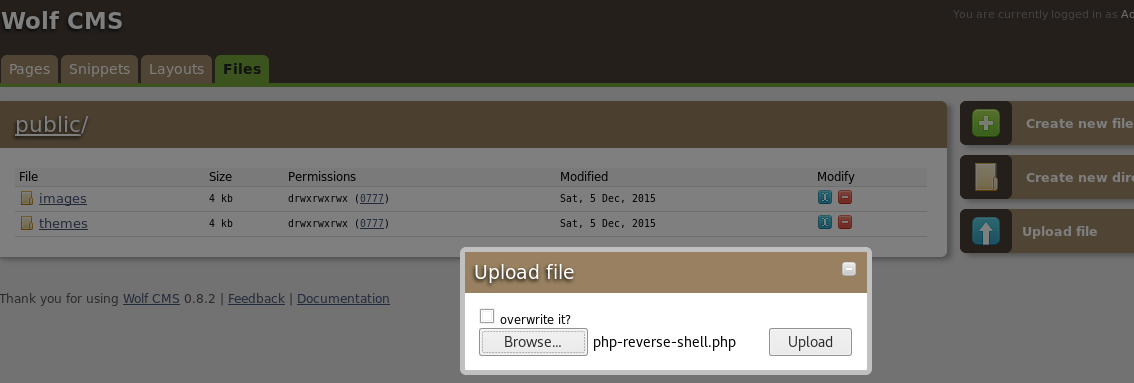 Wolf CMS
You are currently logged in as Ad
Pages Snippets Layouts Files
public/
Create new file
Create new dire
Upload file
File Size Permissions Modified Modify
images 4 kb drwxrwxrwx (0777) Sat, 5 Dec, 2015
themes 4 kb drwxrwxrwx (0777) Sat, 5 Dec, 2015
Upload file
overwrite it?
Browse... php-reverse-shell.php Upload
Thank you for using Wolf CMS 0.8.2 | Feedback | Documentation